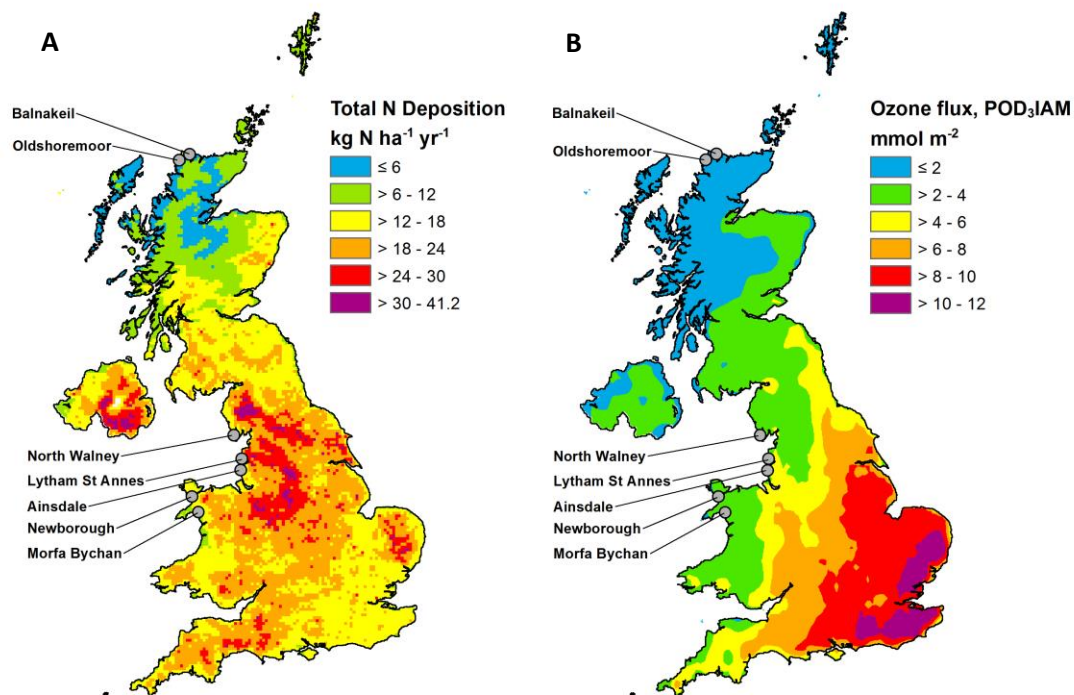 A
Balnakeil
Oldshoremoor
Total N Deposition
kg N ha⁻¹ yr⁻¹
≤ 6
> 6 - 12
> 12 - 18
> 18 - 24
> 24 - 30
> 30 - 41.2
North Walney
Lytham St Annes
Ainsdale
Newborough
Morfa Bychan
B
Balnakeil
Oldshoremoor
Ozone flux, POD₃IAM
mmol m⁻²
≤ 2
> 2 - 4
> 4 - 6
> 6 - 8
> 8 - 10
> 10 - 12
North Walney
Lytham St Annes
Ainsdale
Newborough
Morfa Bychan